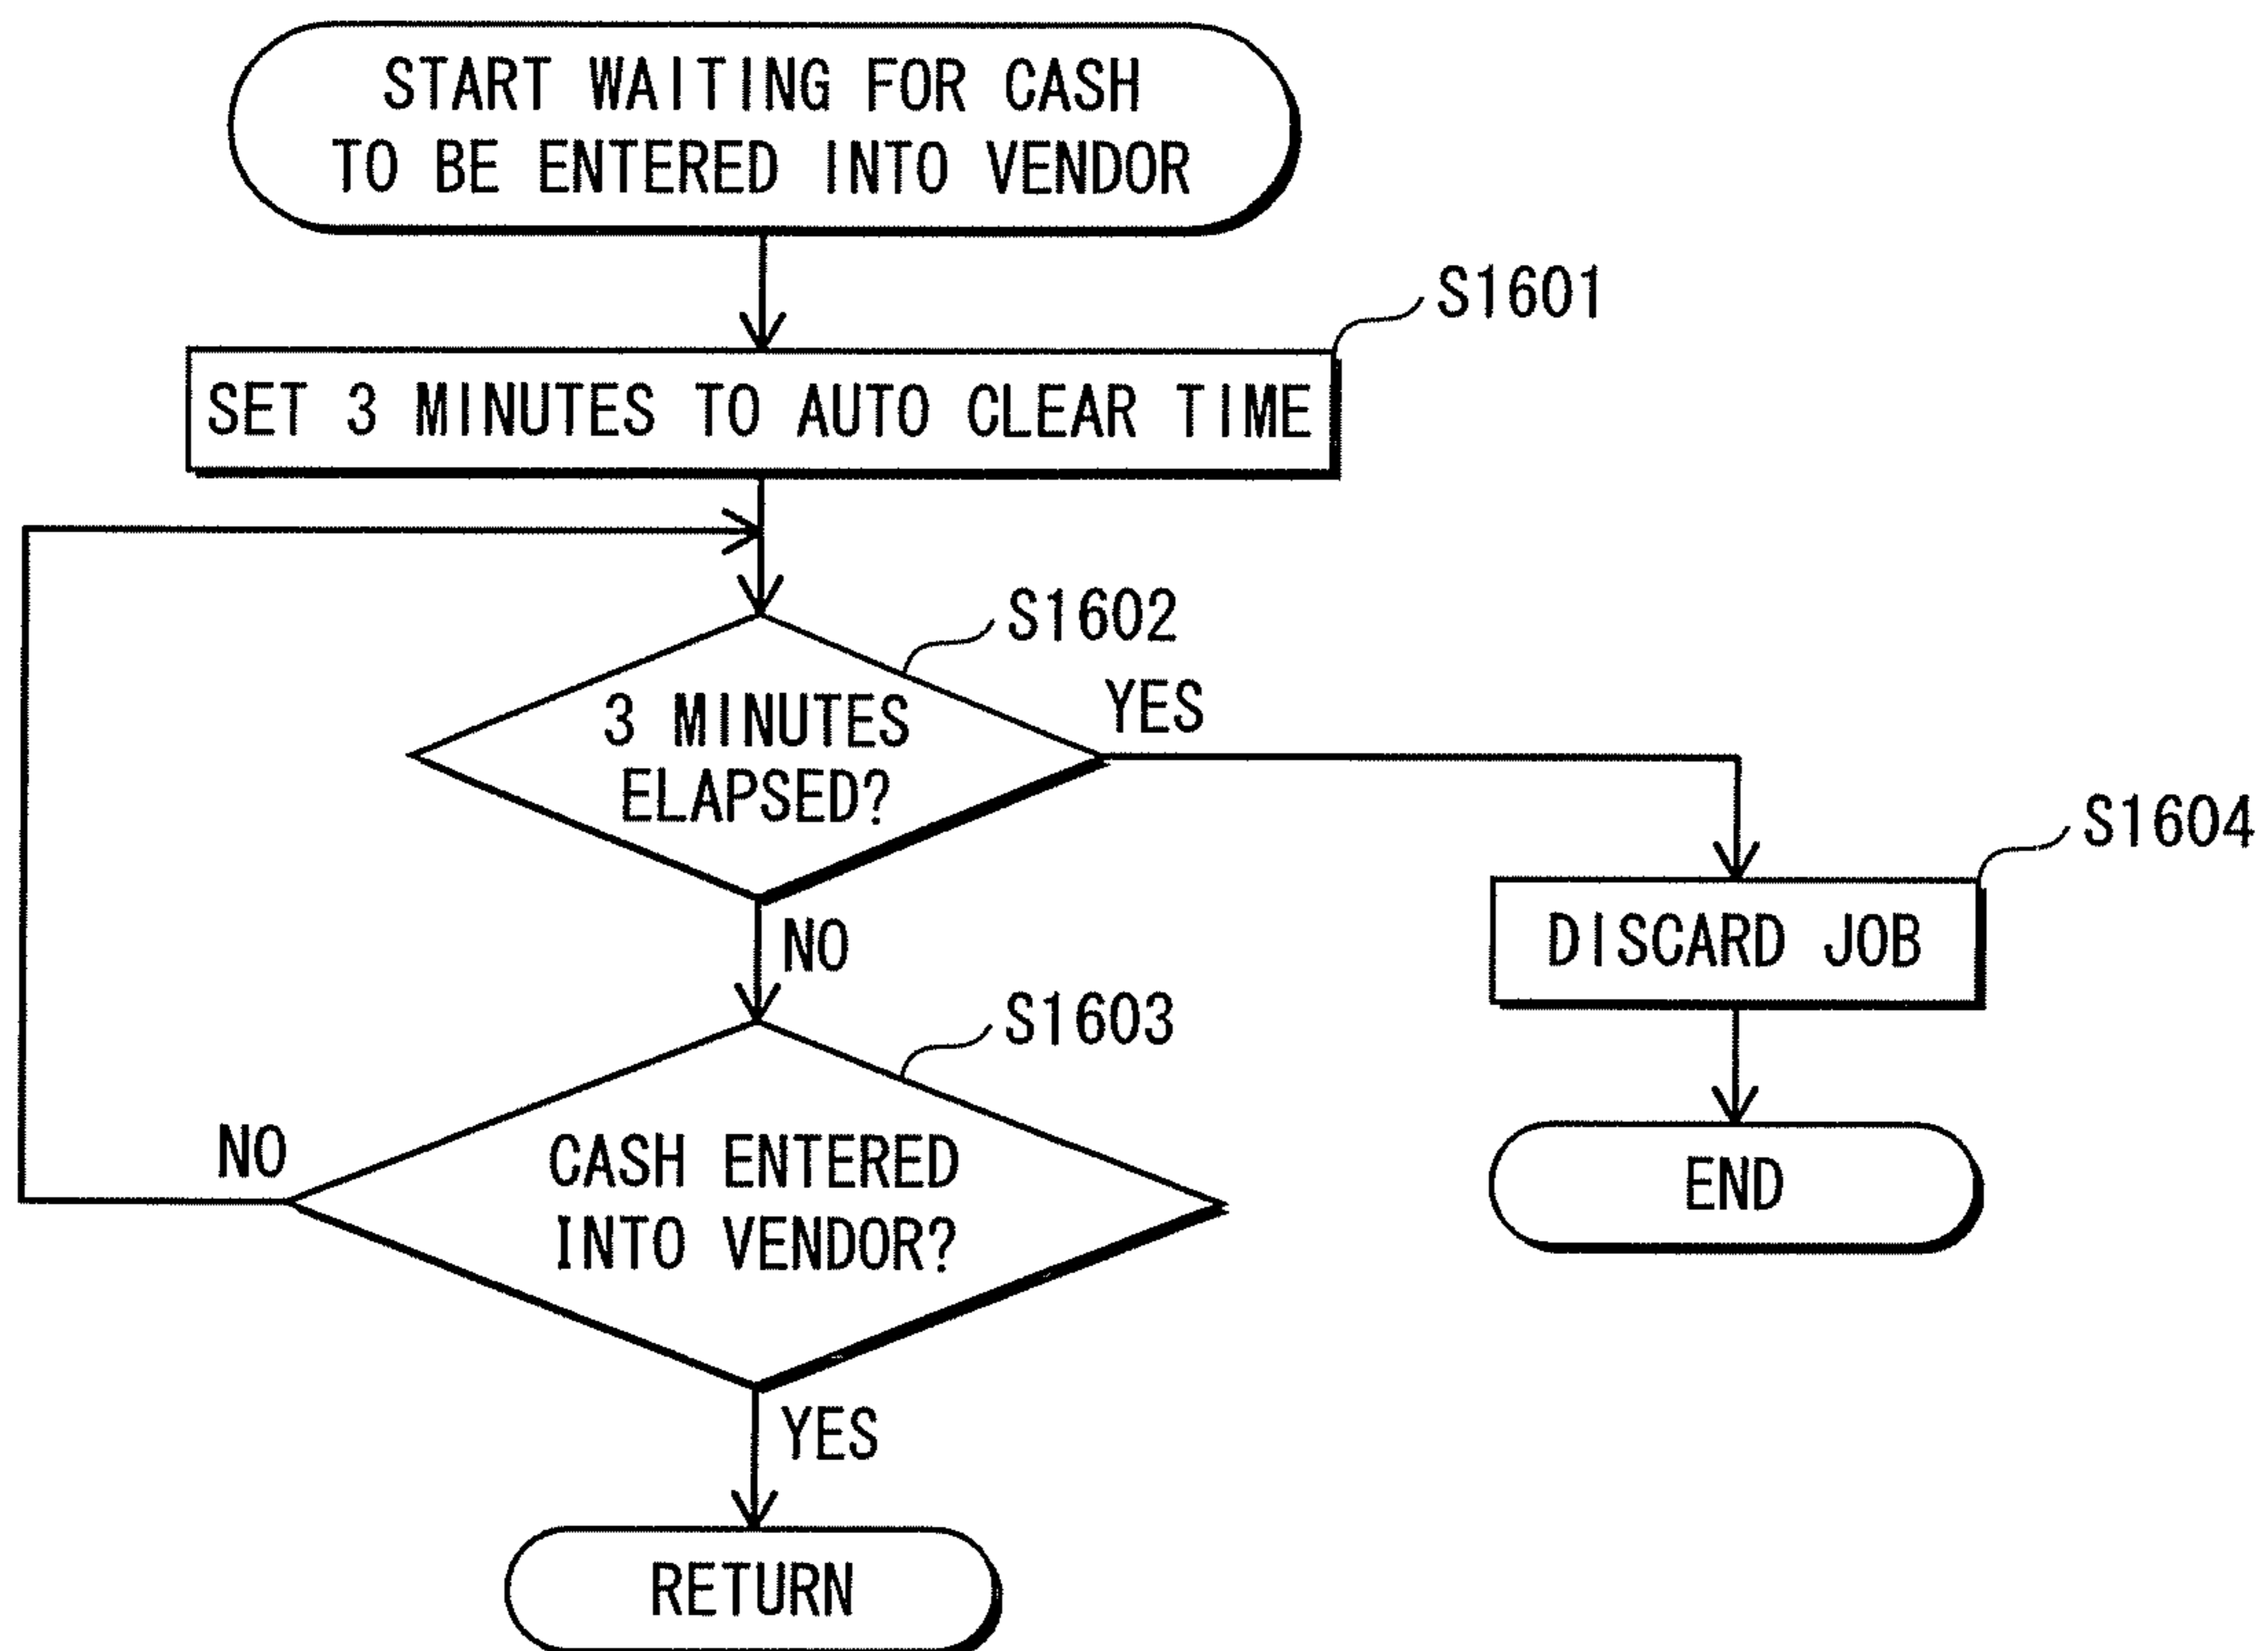 START WAITING FOR CASH
TO BE ENTERED INTO VENDOR
S1601
SET 3 MINUTES TO AUTO CLEAR TIME
S1602
3 MINUTES
ELAPSED?
YES
NO
S1604
DISCARD JOB
END
S1603
CASH ENTERED
INTO VENDOR?
NO
YES
RETURN